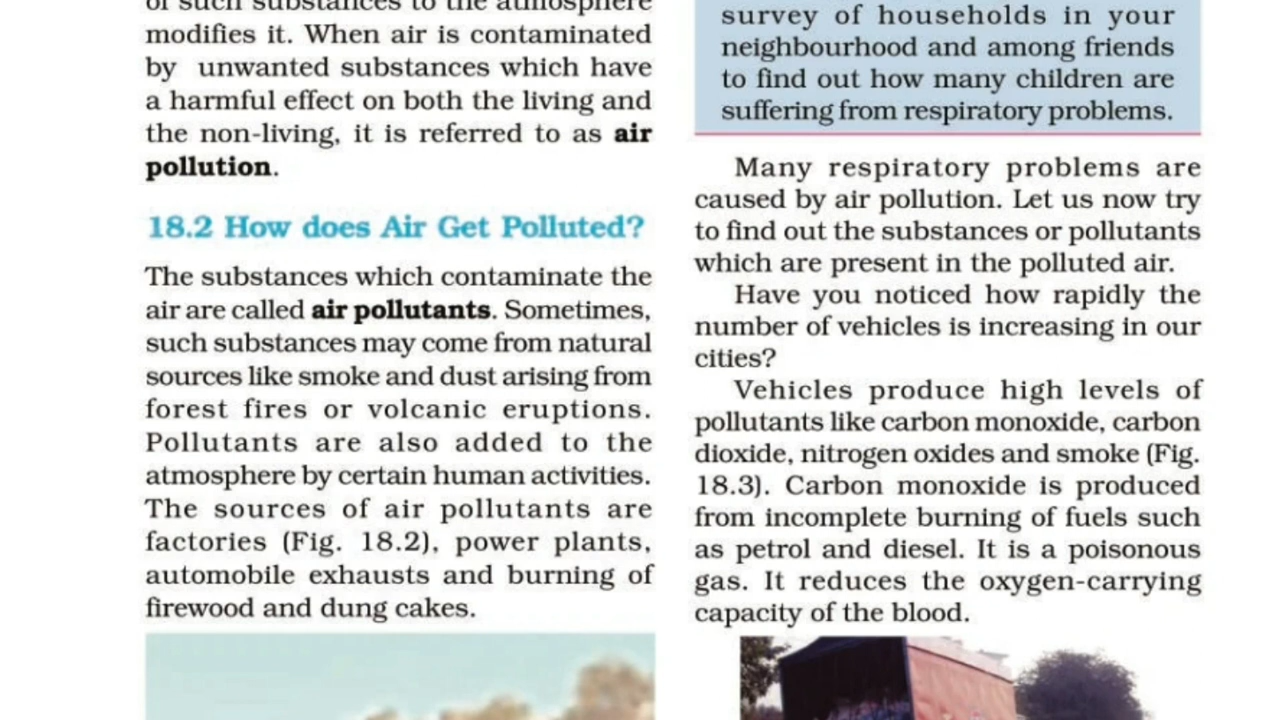 of such substances to the atmosphere
modifies it. When air is contaminated
by unwanted substances which have
a harmful effect on both the living and
the non-living, it is referred to as air
pollution.
18.2 How does Air Get Polluted?
The substances which contaminate the
air are called air pollutants. Sometimes,
such substances may come from natural
sources like smoke and dust arising from
forest fires or volcanic eruptions.
Pollutants are also added to the
atmosphere by certain human activities.
The sources of air pollutants are
factories (Fig. 18.2), power plants,
automobile exhausts and burning of
firewood and dung cakes.
survey of households in your
neighbourhood and among friends
to find out how many children are
suffering from respiratory problems.
Many respiratory problems are
caused by air pollution. Let us now try
to find out the substances or pollutants
which are present in the polluted air.
Have you noticed how rapidly the
number of vehicles is increasing in our
cities?
Vehicles produce high levels of
pollutants like carbon monoxide, carbon
dioxide, nitrogen oxides and smoke (Fig.
18.3). Carbon monoxide is produced
from incomplete burning of fuels such
as petrol and diesel. It is a poisonous
gas. It reduces the oxygen-carrying
capacity of the blood.